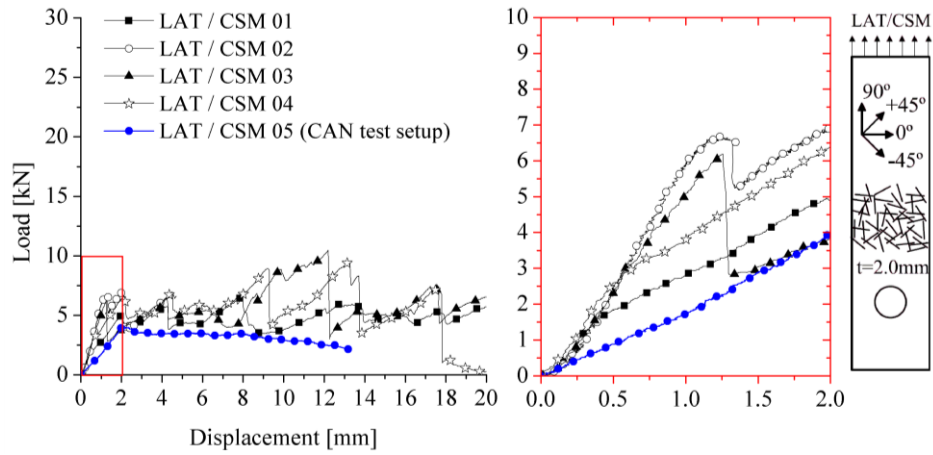 30
25
20
15
10
5
0
0 2 4 6 8 10 12 14 16 18 20
Load [kN]
Displacement [mm]
LAT / CSM 01
LAT / CSM 02
LAT / CSM 03
LAT / CSM 04
LAT / CSM 05 (CAN test setup)
10
9
8
7
6
5
4
3
2
1
0
0.0 0.5 1.0 1.5 2.0
LAT/CSM
90º
+45º
0º
-45º
t=2.0mm